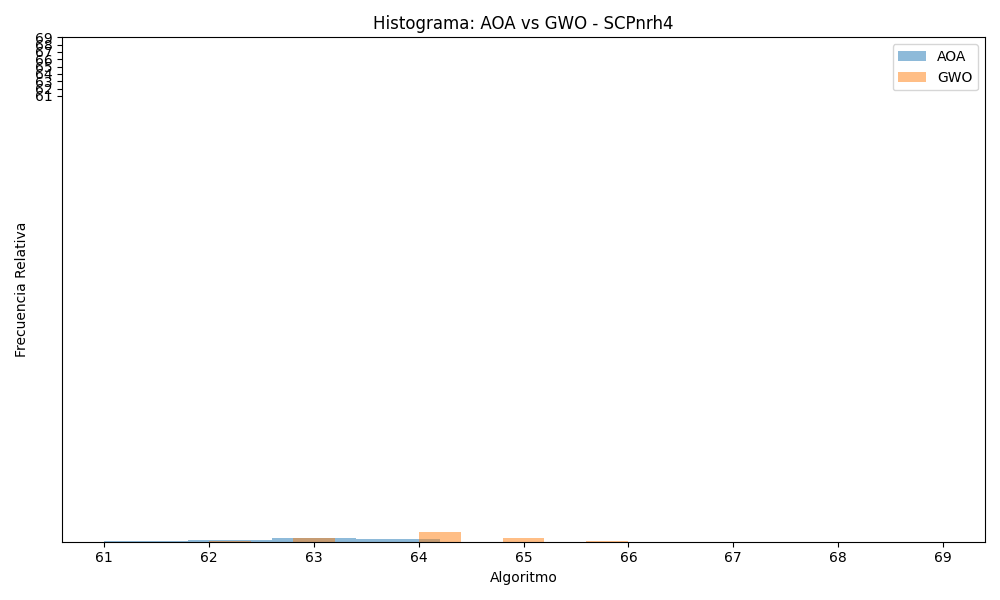 Histograma: AOA vs GWO - SCPnrh4
69
68
67
66
65
64
63
62
61
Frecuencia Relativa
AOA
GWO
61 62 63 64 65 66 67 68 69
Algoritmo